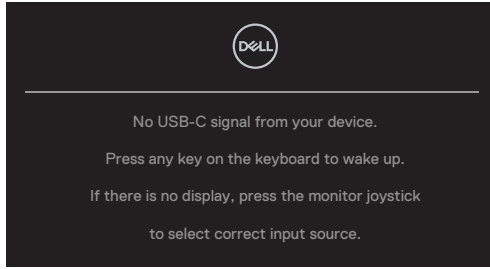 DELL
No USB-C signal from your device.
Press any key on the keyboard to wake up.
If there is no display, press the monitor joystick
to select correct input source.